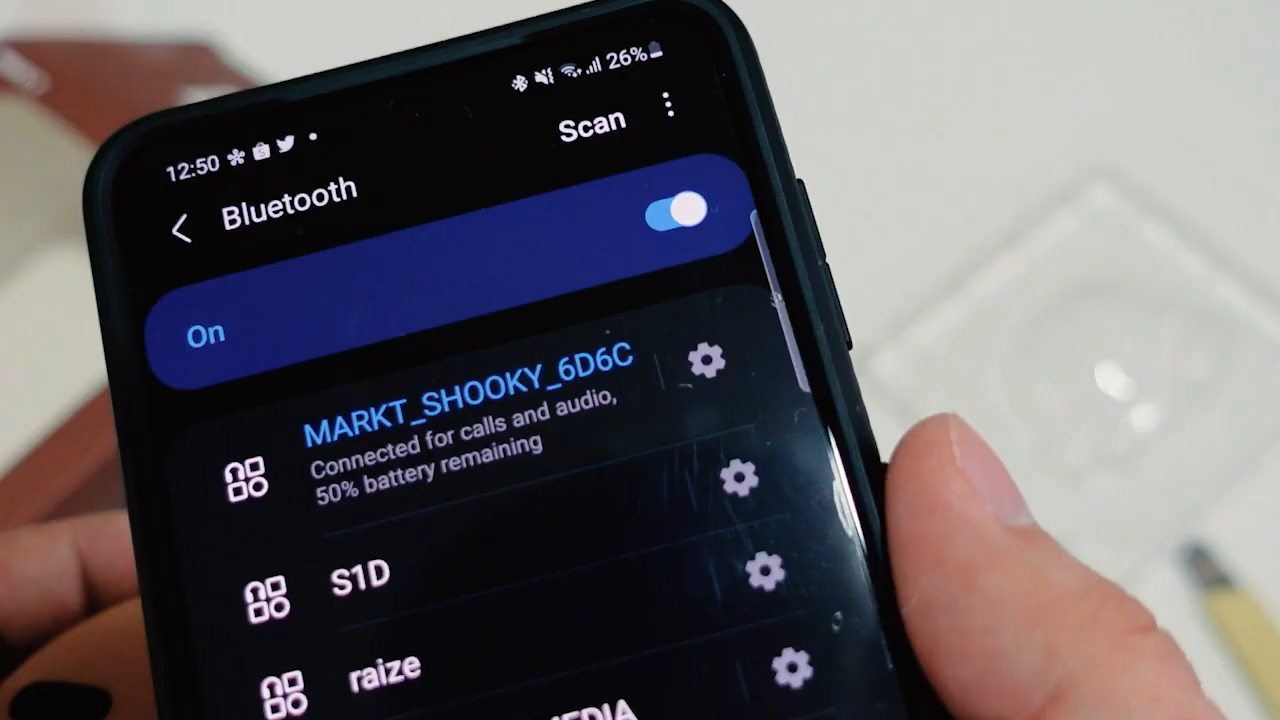 12:50
26%
Scan
Bluetooth
On
MARKT_SHOOKY_6D6C
Connected for calls and audio,
50% battery remaining
S1D
raize